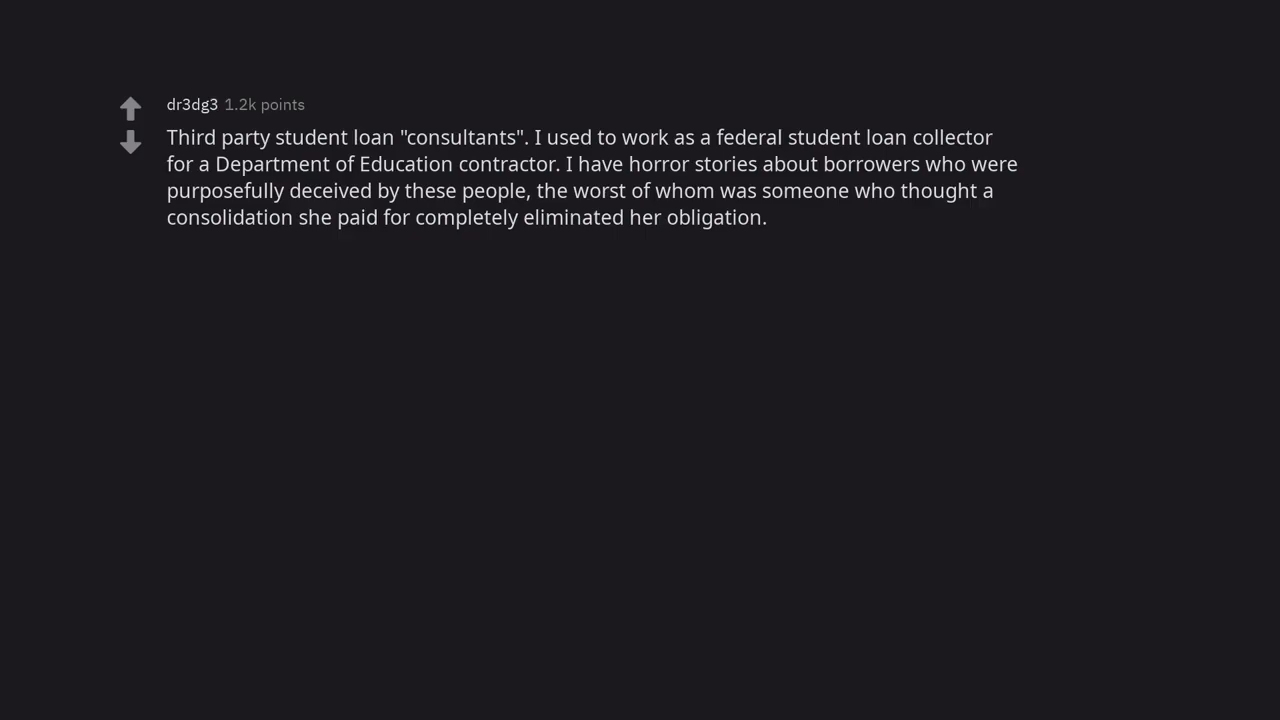 dr3dg3 1.2k points
Third party student loan "consultants". I used to work as a federal student loan collector
for a Department of Education contractor. I have horror stories about borrowers who were
purposefully deceived by these people, the worst of whom was someone who thought a
consolidation she paid for completely eliminated her obligation.